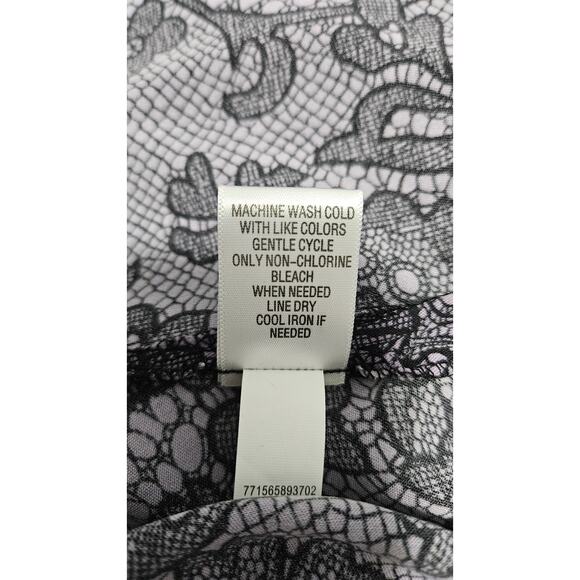 MACHINE WASH COLD
WITH LIKE COLORS
GENTLE CYCLE
ONLY NON-CHLORINE
BLEACH
WHEN NEEDED
LINE DRY
COOL IRON IF
NEEDED
771565893702